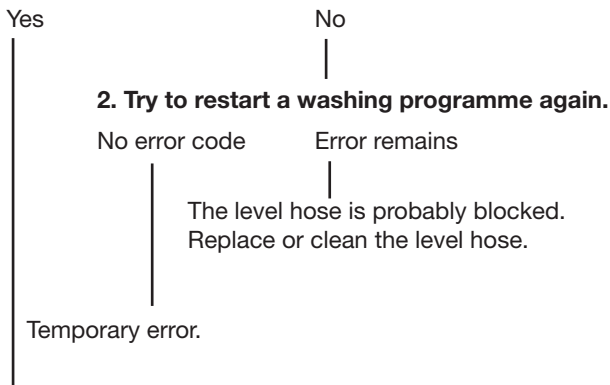 Yes No
2. Try to restart a washing programme again.
No error code Error remains
The level hose is probably blocked.
Replace or clean the level hose.
Temporary error.